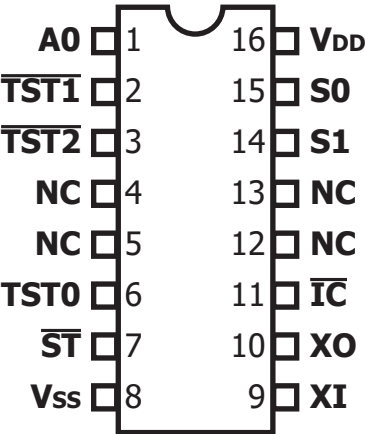 A0 1 16 VDD
TST1 2 15 S0
TST2 3 14 S1
NC 4 13 NC
NC 5 12 NC
TST0 6 11 IC
ST 7 10 XO
Vss 8 9 XI